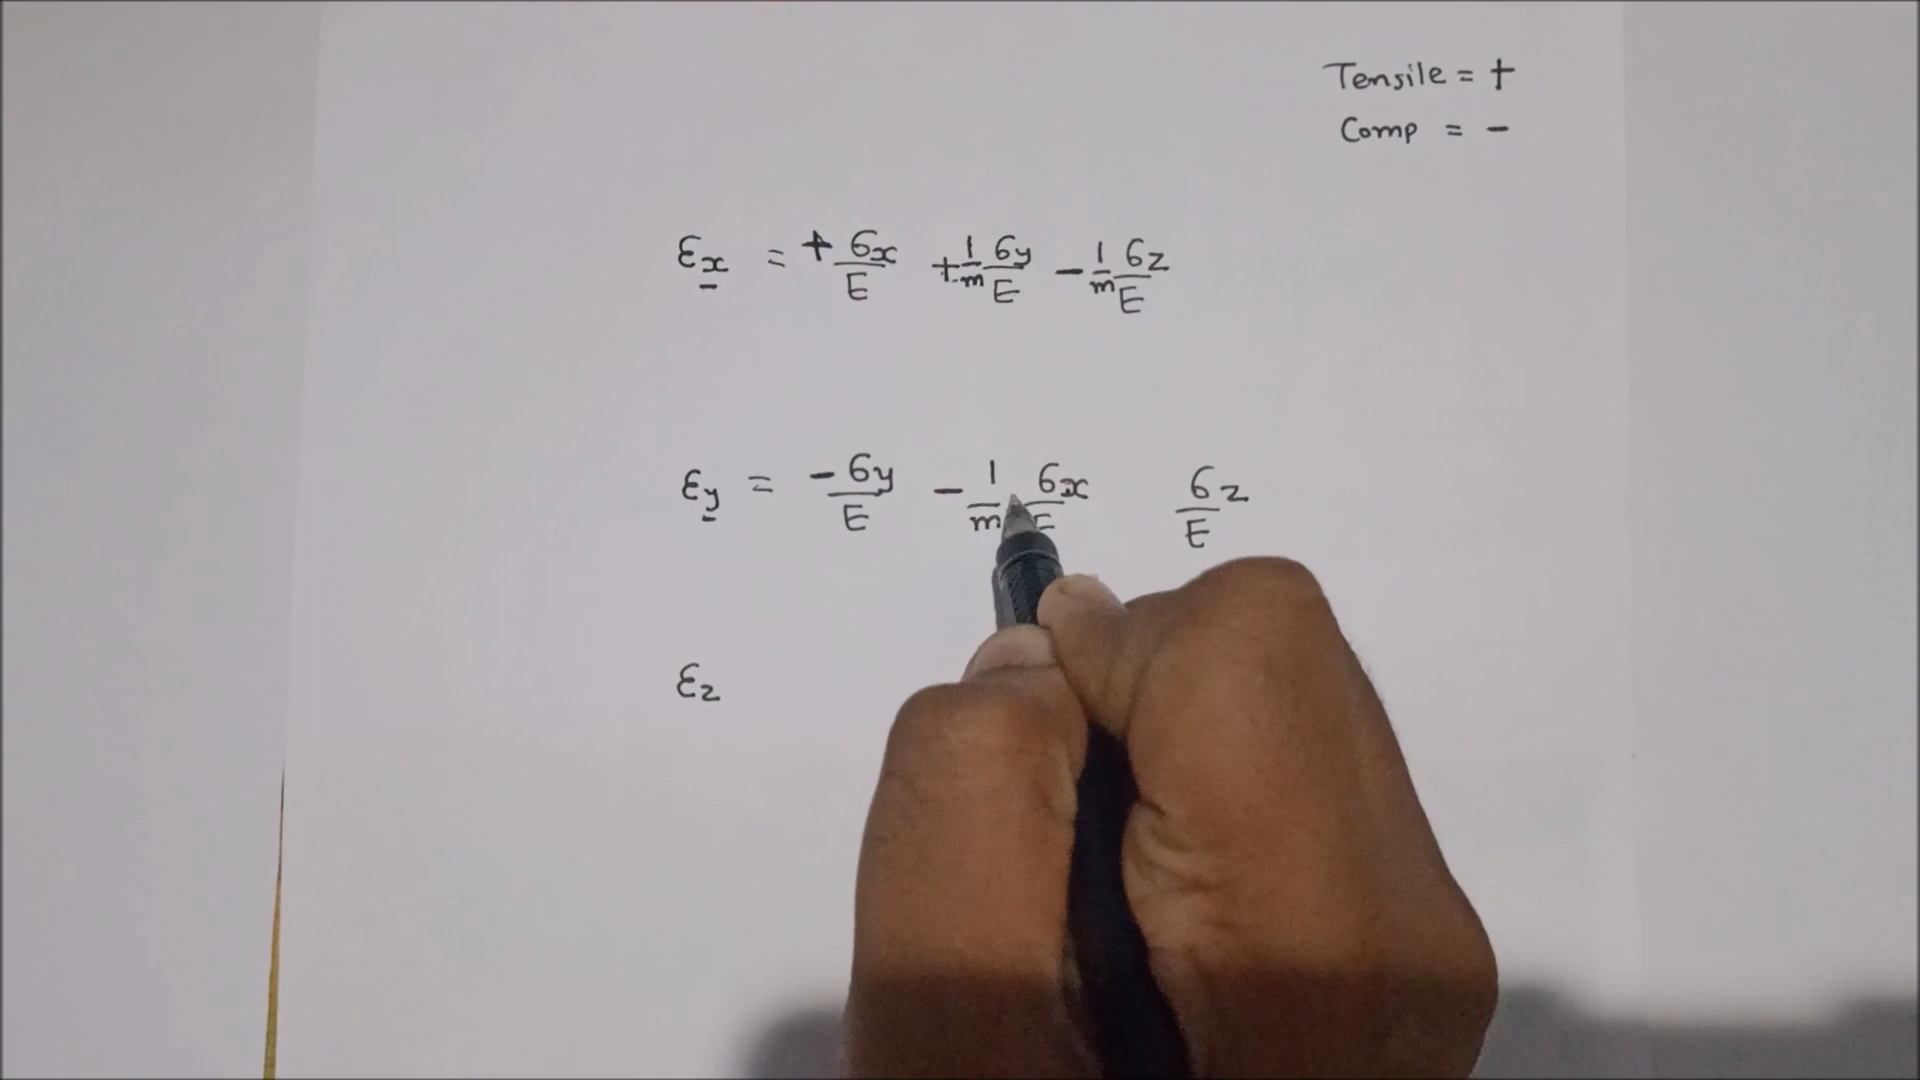 Tensile = +
Comp = -
εx = + σx/E + 1/m σy/E - 1/m σz/E
εy = - σy/E - 1/m σx/E σz/E
εz